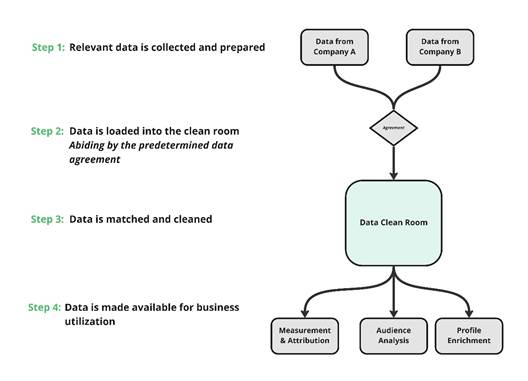 Step 1: Relevant data is collected and prepared
Data from
Company A
Data from
Company B
Step 2: Data is loaded into the clean room
Abiding by the predetermined data
agreement
Agreement
Step 3: Data is matched and cleaned
Data Clean Room
Step 4: Data is made available for business
utilization
Measurement
& Attribution
Audience
Analysis
Profile
Enrichment